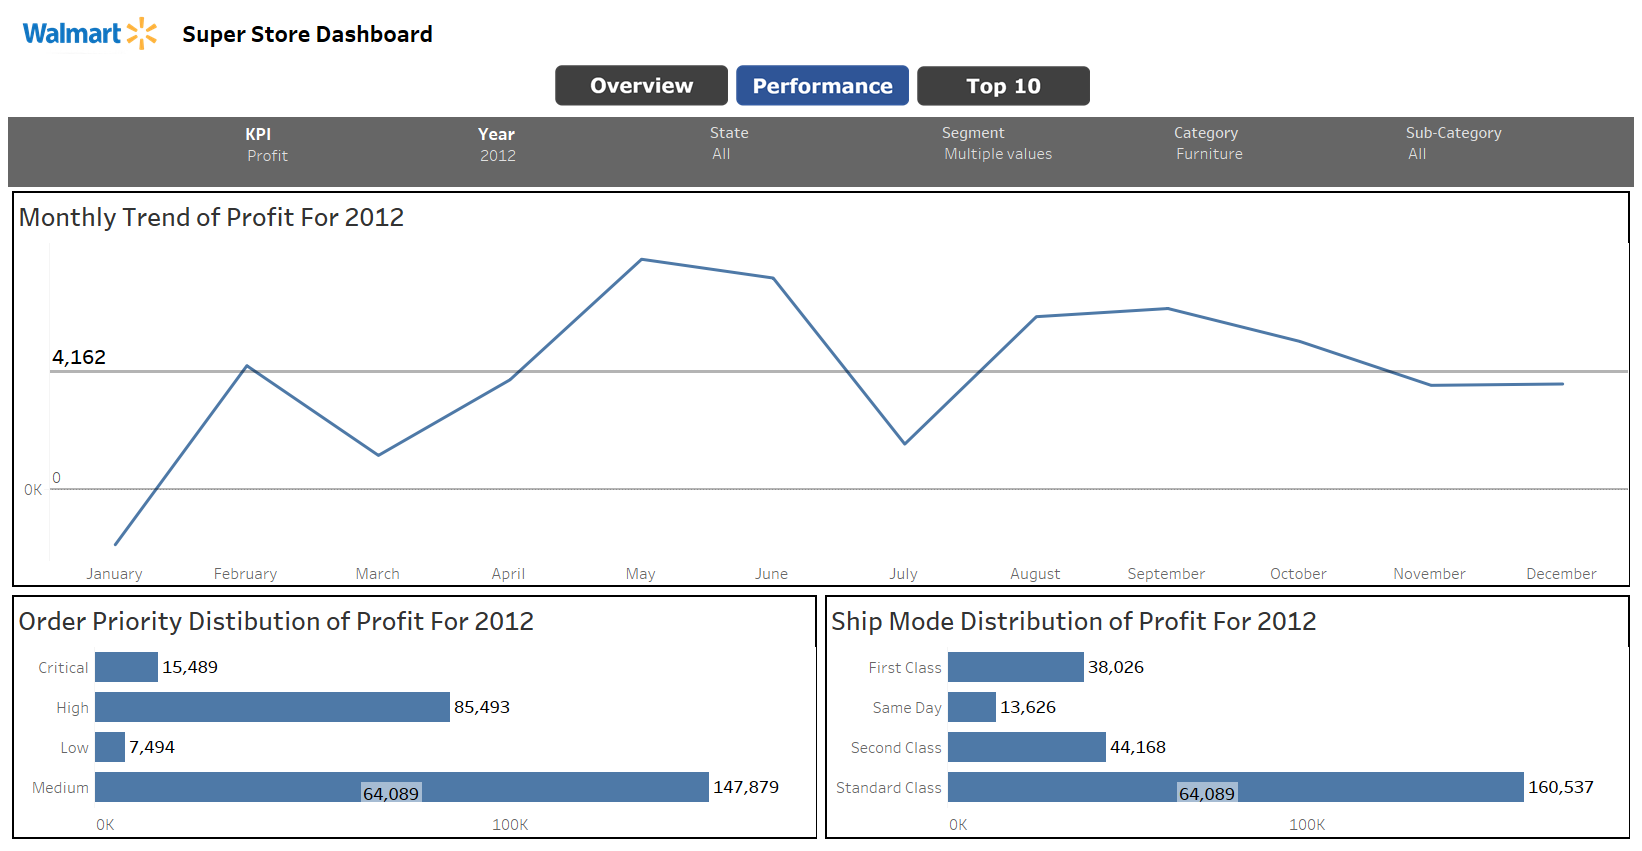 Walmart Super Store Dashboard
Overview Performance Top 10
KPI Year State Segment Category Sub-Category
Profit 2012 All Multiple values Furniture All
Monthly Trend of Profit For 2012
4,162
0
0K
January February March April May June July August September October November December
Order Priority Distibution of Profit For 2012
Critical 15,489
High 85,493
Low 7,494
Medium 64,089 147,879
0K 100K
Ship Mode Distribution of Profit For 2012
First Class 38,026
Same Day 13,626
Second Class 44,168
Standard Class 64,089 160,537
0K 100K